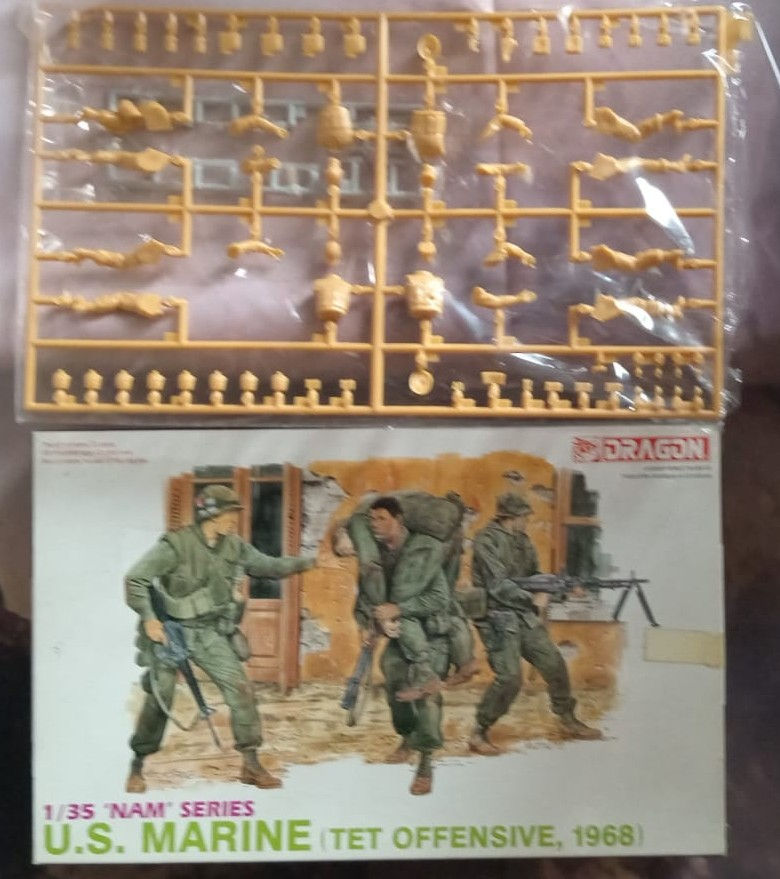 DRAGON
1/35 'NAM' SERIES
U.S. MARINE (TET OFFENSIVE, 1968)